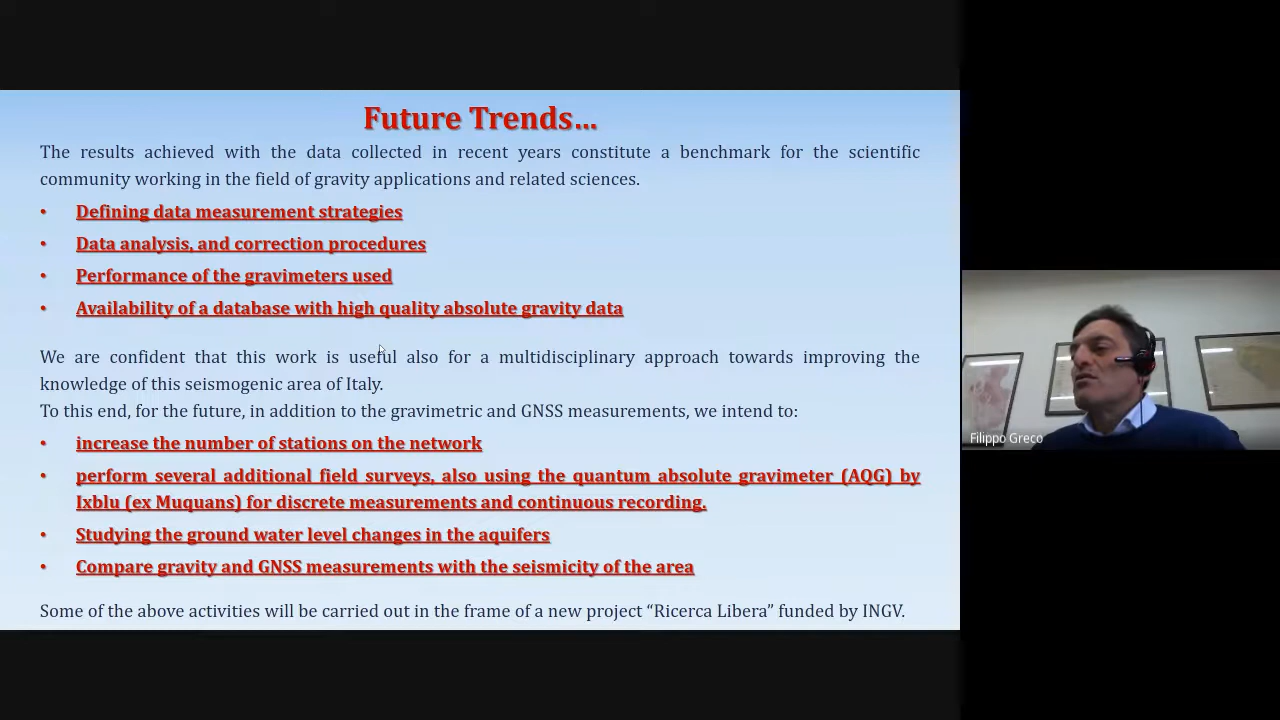 Future Trends...
The results achieved with the data collected in recent years constitute a benchmark for the scientific
community working in the field of gravity applications and related sciences.
• Defining data measurement strategies
• Data analysis, and correction procedures
• Performance of the gravimeters used
• Availability of a database with high quality absolute gravity data
We are confident that this work is useful also for a multidisciplinary approach towards improving the
knowledge of this seismogenic area of Italy.
To this end, for the future, in addition to the gravimetric and GNSS measurements, we intend to:
• increase the number of stations on the network
• perform several additional field surveys, also using the quantum absolute gravimeter (AQG) by
Ixblu (ex Muquans) for discrete measurements and continuous recording.
• Studying the ground water level changes in the aquifers
• Compare gravity and GNSS measurements with the seismicity of the area
Some of the above activities will be carried out in the frame of a new project “Ricerca Libera” funded by INGV.
Filippo Greco